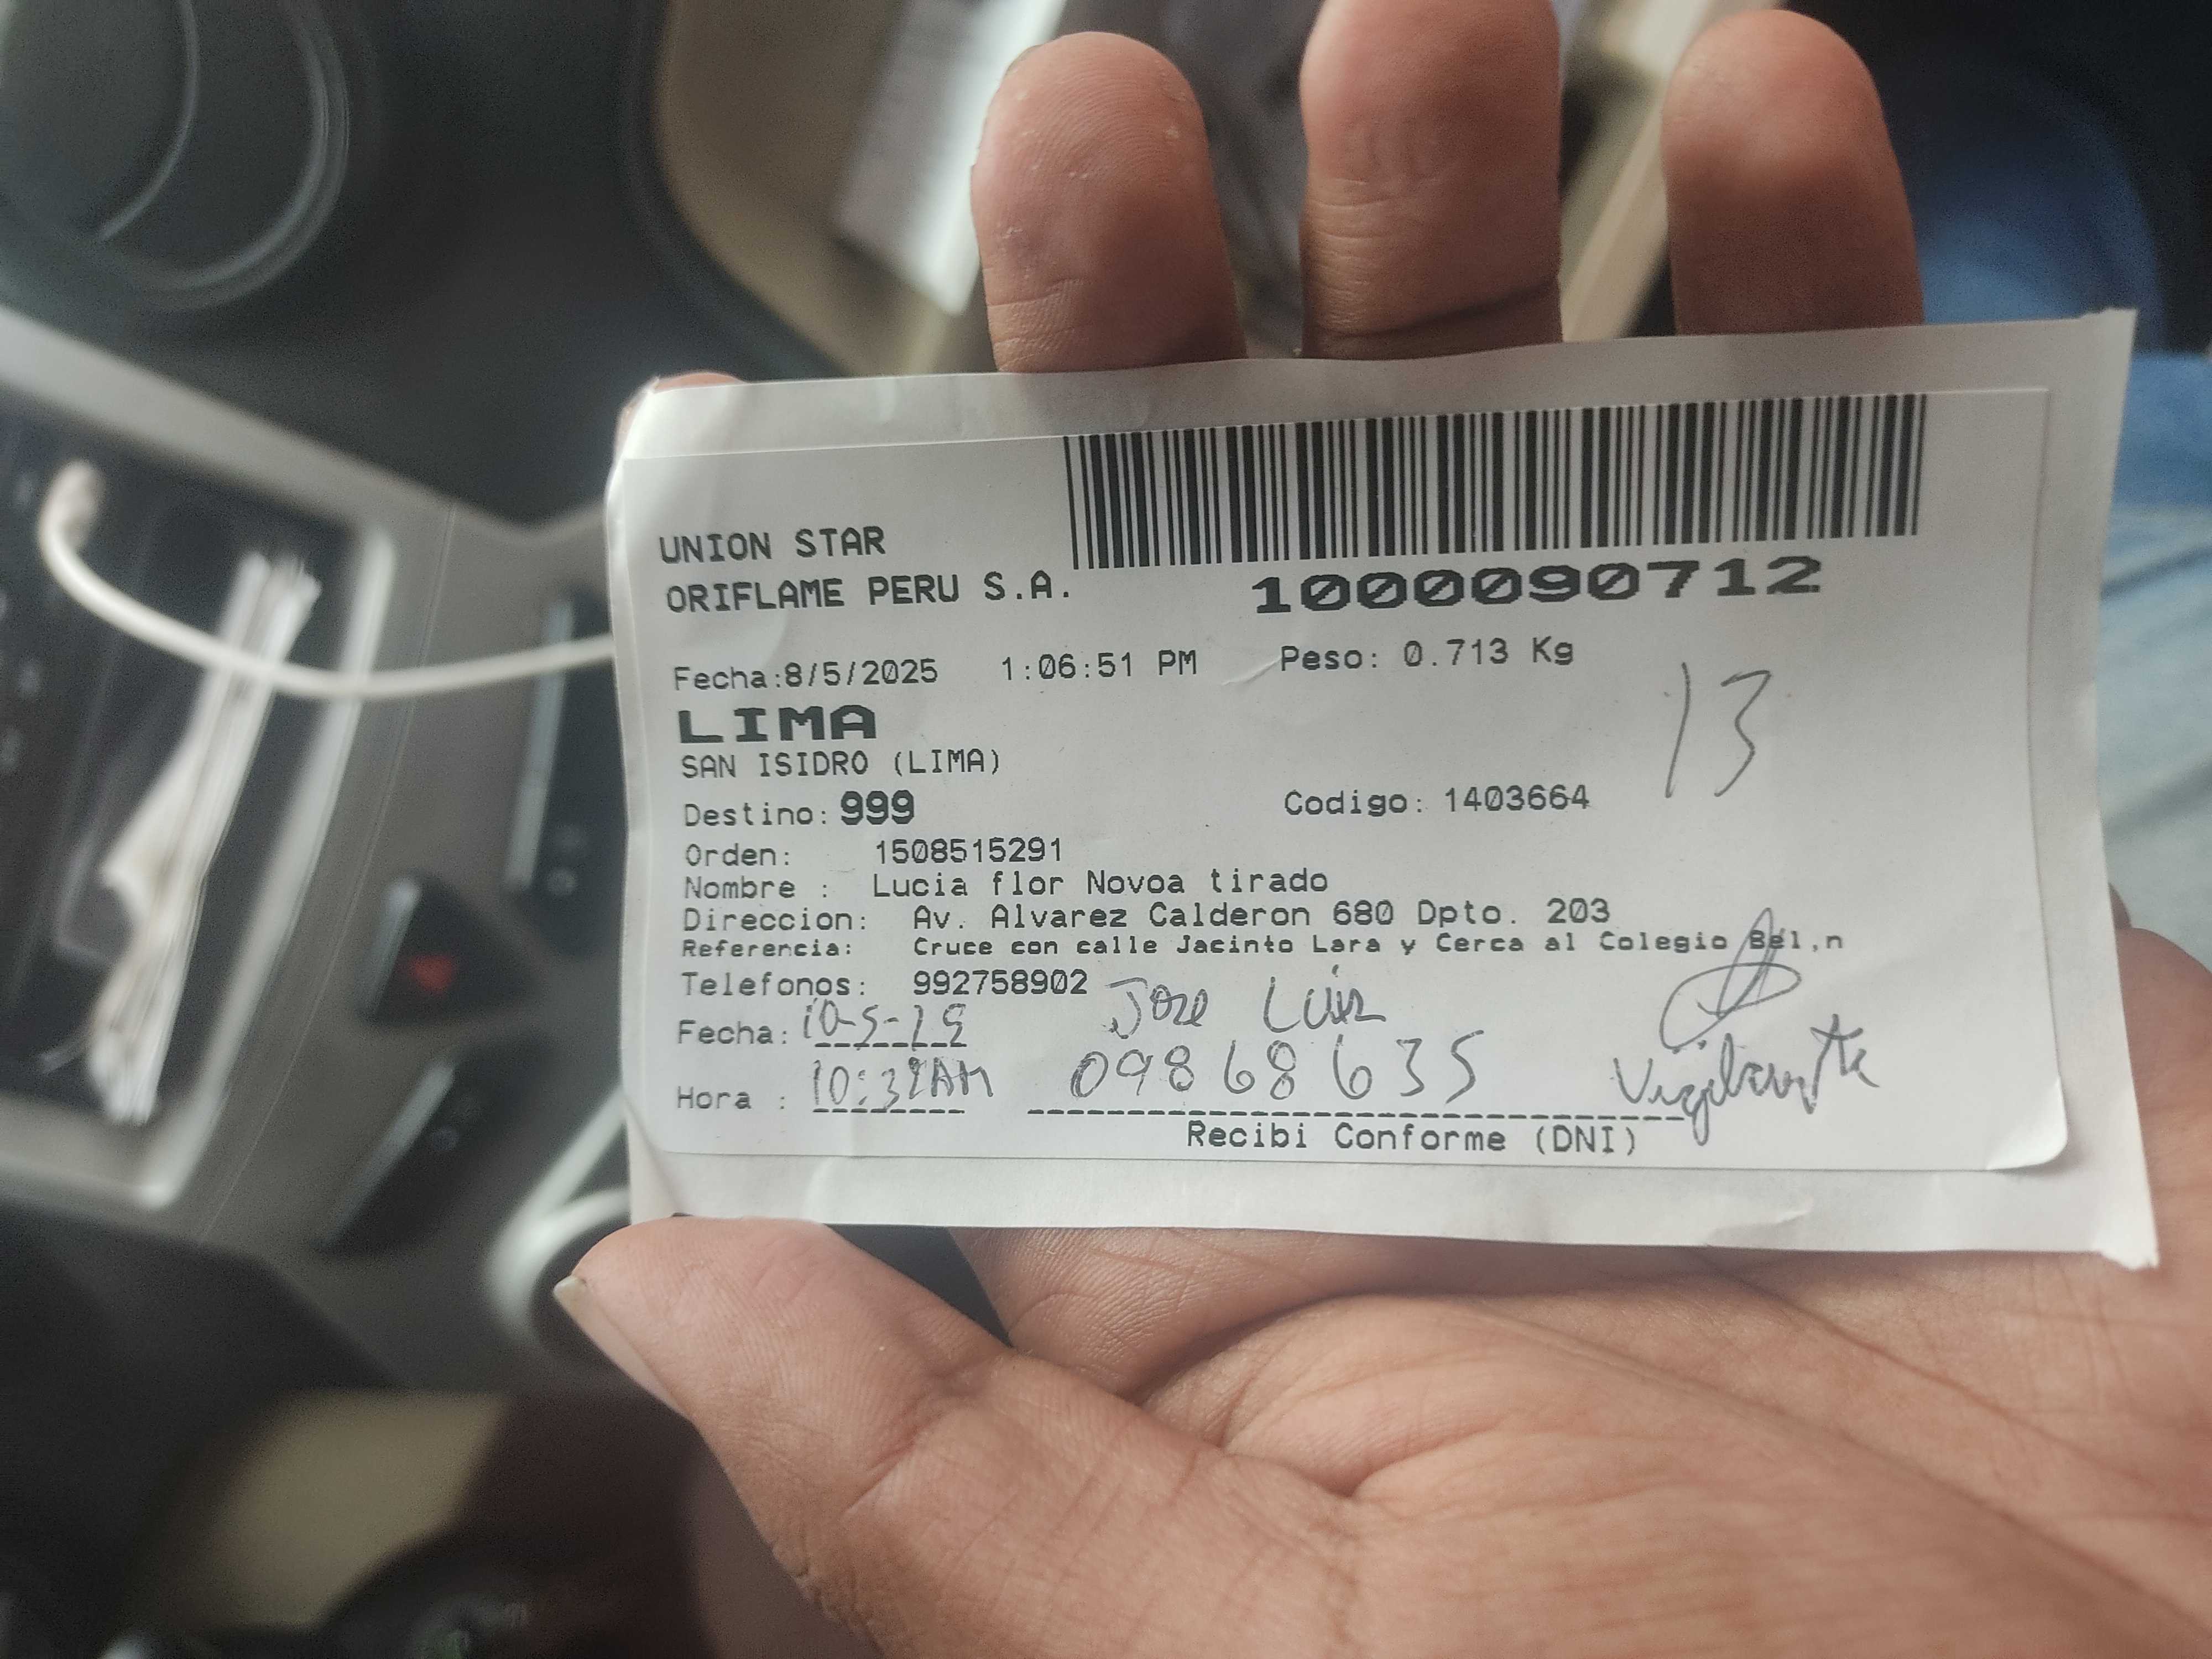 UNION STAR
ORIFLAME PERU S.A.
1000090712
Fecha:8/5/2025 1:06:51 PM Peso: 0.713 Kg
13
LIMA
SAN ISIDRO (LIMA)
Destino: 999 Codigo: 1403664
Orden: 1508515291
Nombre : Lucia flor Novoa tirado
Direccion: Av. Alvarez Calderon 680 Dpto. 203
Referencia: Cruce con calle Jacinto Lara y Cerca al Colegio Bel,n
Telefonos: 992758902 Jose Luis
Fecha: 10-5-25
Hora : 10:32AM 09868635 Vigilante
Recibi Conforme (DNI)